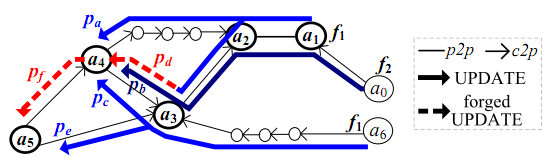 p_a
a_2
a_1
f_1
a_4
p_d
f_2
p_f
p_b
a_0
p_c
a_3
f_1
a_6
a_5
p_e
p2p
c2p
UPDATE
forged
UPDATE